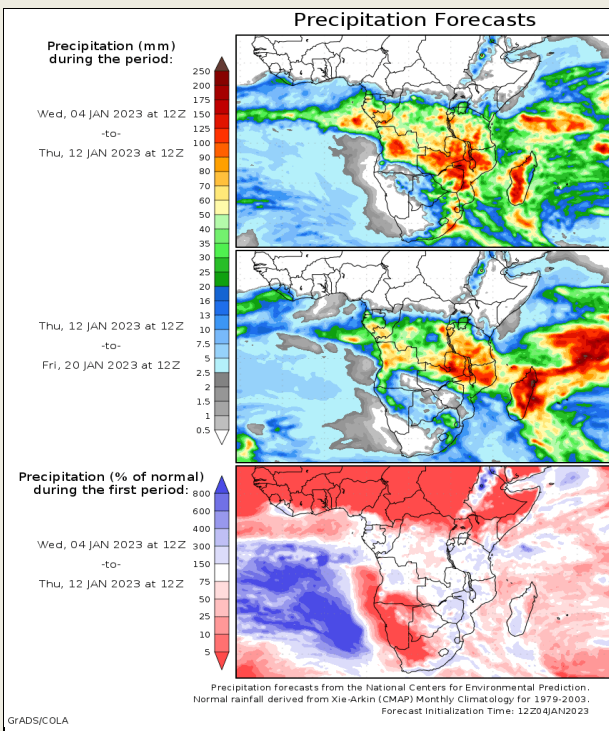 Precipitation Forecasts
Precipitation (mm)
during the period:
Wed, 04 JAN 2023 at 12Z
-to-
Thu, 12 JAN 2023 at 12Z
250
200
175
150
125
100
90
80
70
60
50
40
35
30
25
20
16
13
10
7.5
5
2.5
2
1.5
1
0.5
Thu, 12 JAN 2023 at 12Z
-to-
Fri, 20 JAN 2023 at 12Z
Precipitation (% of normal)
during the first period:
Wed, 04 JAN 2023 at 12Z
-to-
Thu, 12 JAN 2023 at 12Z
800
600
400
300
150
75
50
25
10
5
Precipitation forecasts from the National Centers for Environmental Prediction.
Normal rainfall derived from Xie-Arkin (CMAP) Monthly Climatology for 1979-2003.
Forecast Initialization Time: 12Z04JAN2023
GrADS/COLA